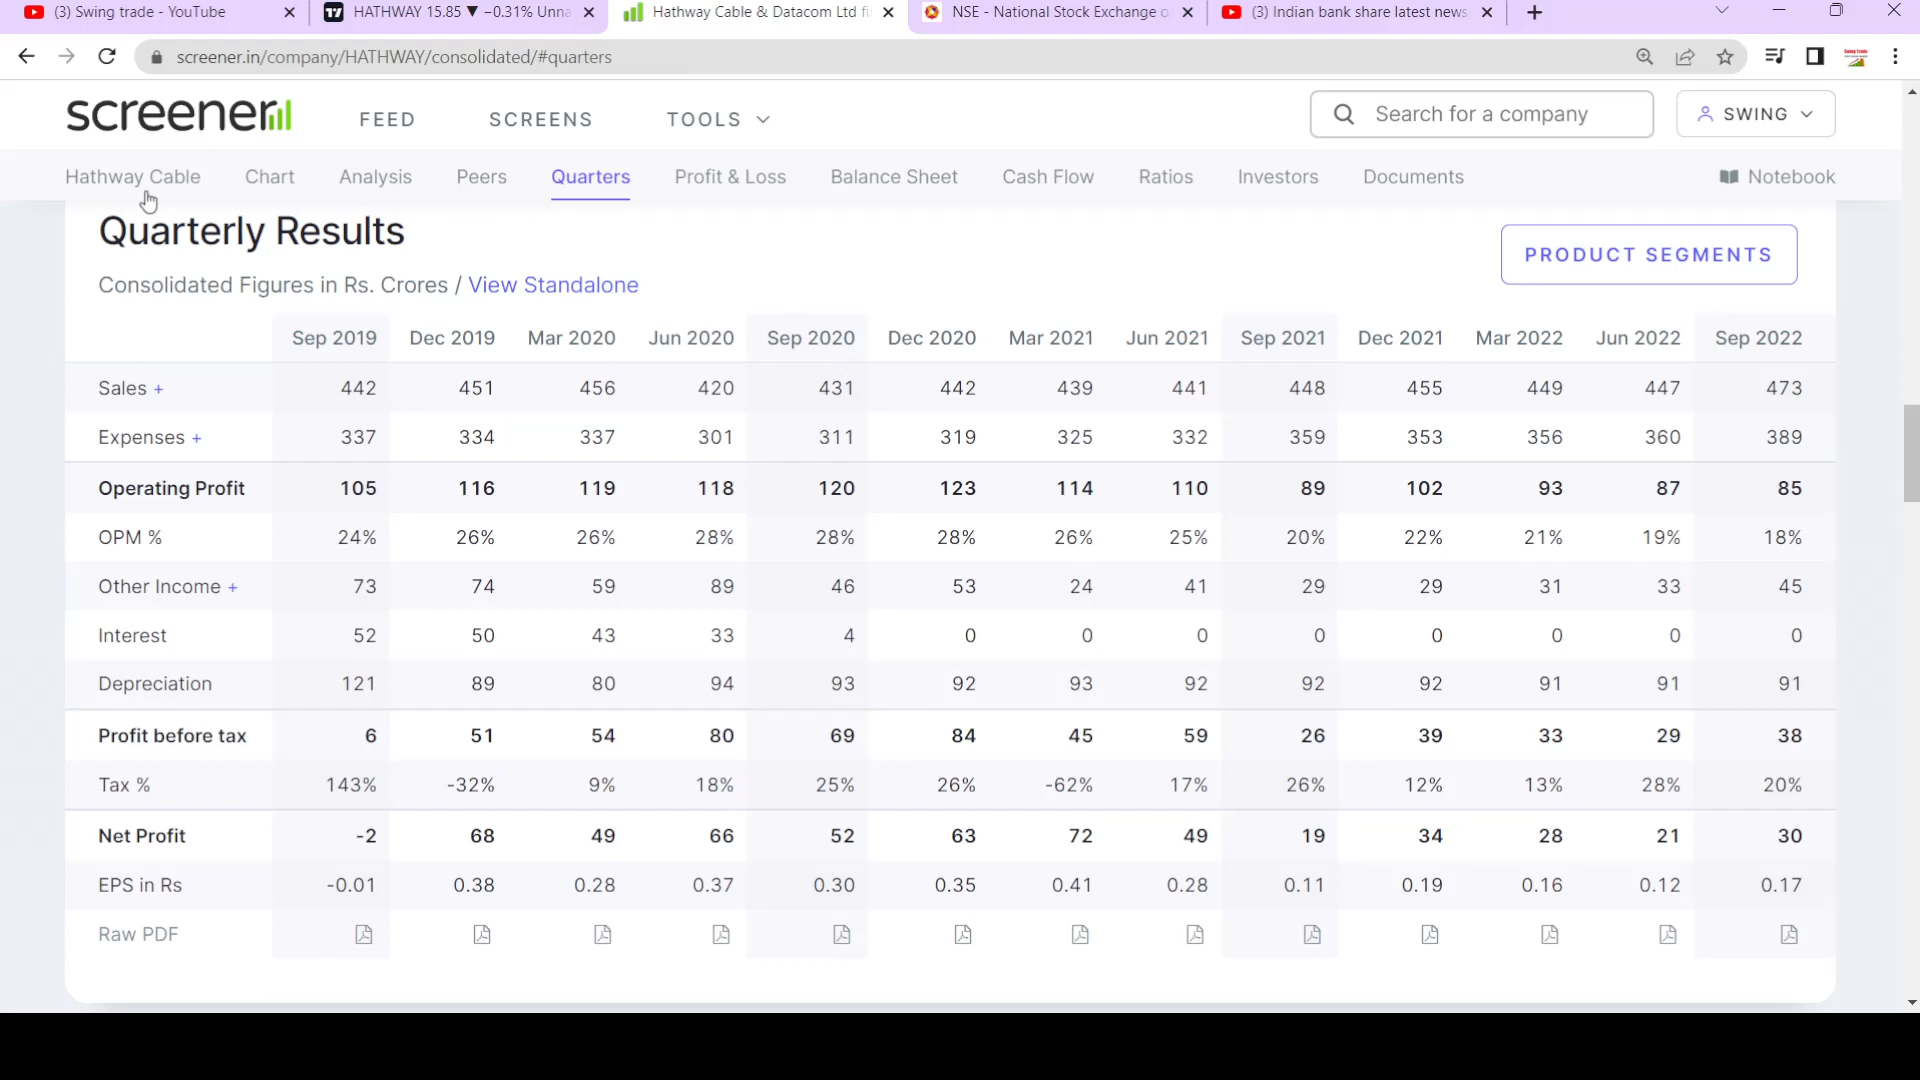 (3) Swing trade - YouTube
HATHWAY 15.85 ▼ −0.31% Unna
Hathway Cable & Datacom Ltd fi
NSE - National Stock Exchange o
(3) Indian bank share latest news
screener.in/company/HATHWAY/consolidated/#quarters
screener
FEED
SCREENS
TOOLS
Search for a company
SWING
Hathway Cable
Chart
Analysis
Peers
Quarters
Profit & Loss
Balance Sheet
Cash Flow
Ratios
Investors
Documents
Notebook
Quarterly Results
PRODUCT SEGMENTS
Consolidated Figures in Rs. Crores / View Standalone
Sep 2019 Dec 2019 Mar 2020 Jun 2020 Sep 2020 Dec 2020 Mar 2021 Jun 2021 Sep 2021 Dec 2021 Mar 2022 Jun 2022 Sep 2022
Sales + 442 451 456 420 431 442 439 441 448 455 449 447 473
Expenses + 337 334 337 301 311 319 325 332 359 353 356 360 389
Operating Profit 105 116 119 118 120 123 114 110 89 102 93 87 85
OPM % 24% 26% 26% 28% 28% 28% 26% 25% 20% 22% 21% 19% 18%
Other Income + 73 74 59 89 46 53 24 41 29 29 31 33 45
Interest 52 50 43 33 4 0 0 0 0 0 0 0 0
Depreciation 121 89 80 94 93 92 93 92 92 92 91 91 91
Profit before tax 6 51 54 80 69 84 45 59 26 39 33 29 38
Tax % 143% -32% 9% 18% 25% 26% -62% 17% 26% 12% 13% 28% 20%
Net Profit -2 68 49 66 52 63 72 49 19 34 28 21 30
EPS in Rs -0.01 0.38 0.28 0.37 0.30 0.35 0.41 0.28 0.11 0.19 0.16 0.12 0.17
Raw PDF